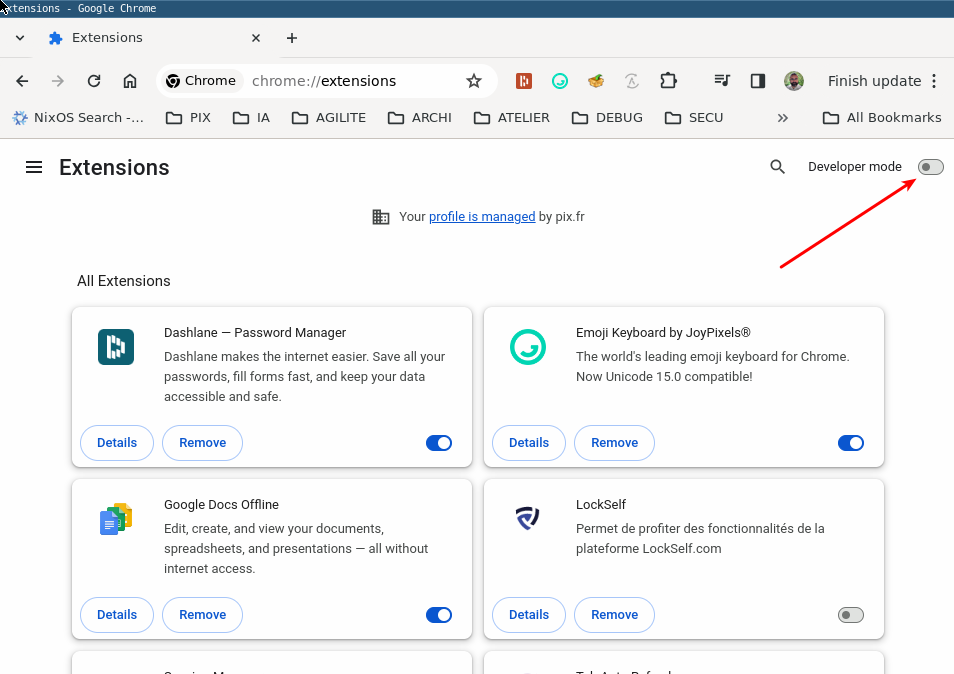 xtensions - Google Chrome
Extensions
Chrome chrome://extensions Finish update
NixOS Search -... PIX IA AGILITE ARCHI ATELIER DEBUG SECU All Bookmarks
Extensions Developer mode
Your profile is managed by pix.fr
All Extensions
Dashlane — Password Manager
Dashlane makes the internet easier. Save all your
passwords, fill forms fast, and keep your data
accessible and safe.
Details Remove
Emoji Keyboard by JoyPixels®
The world's leading emoji keyboard for Chrome.
Now Unicode 15.0 compatible!
Details Remove
Google Docs Offline
Edit, create, and view your documents,
spreadsheets, and presentations — all without
internet access.
Details Remove
LockSelf
Permet de profiter des fonctionnalités de la
plateforme LockSelf.com
Details Remove